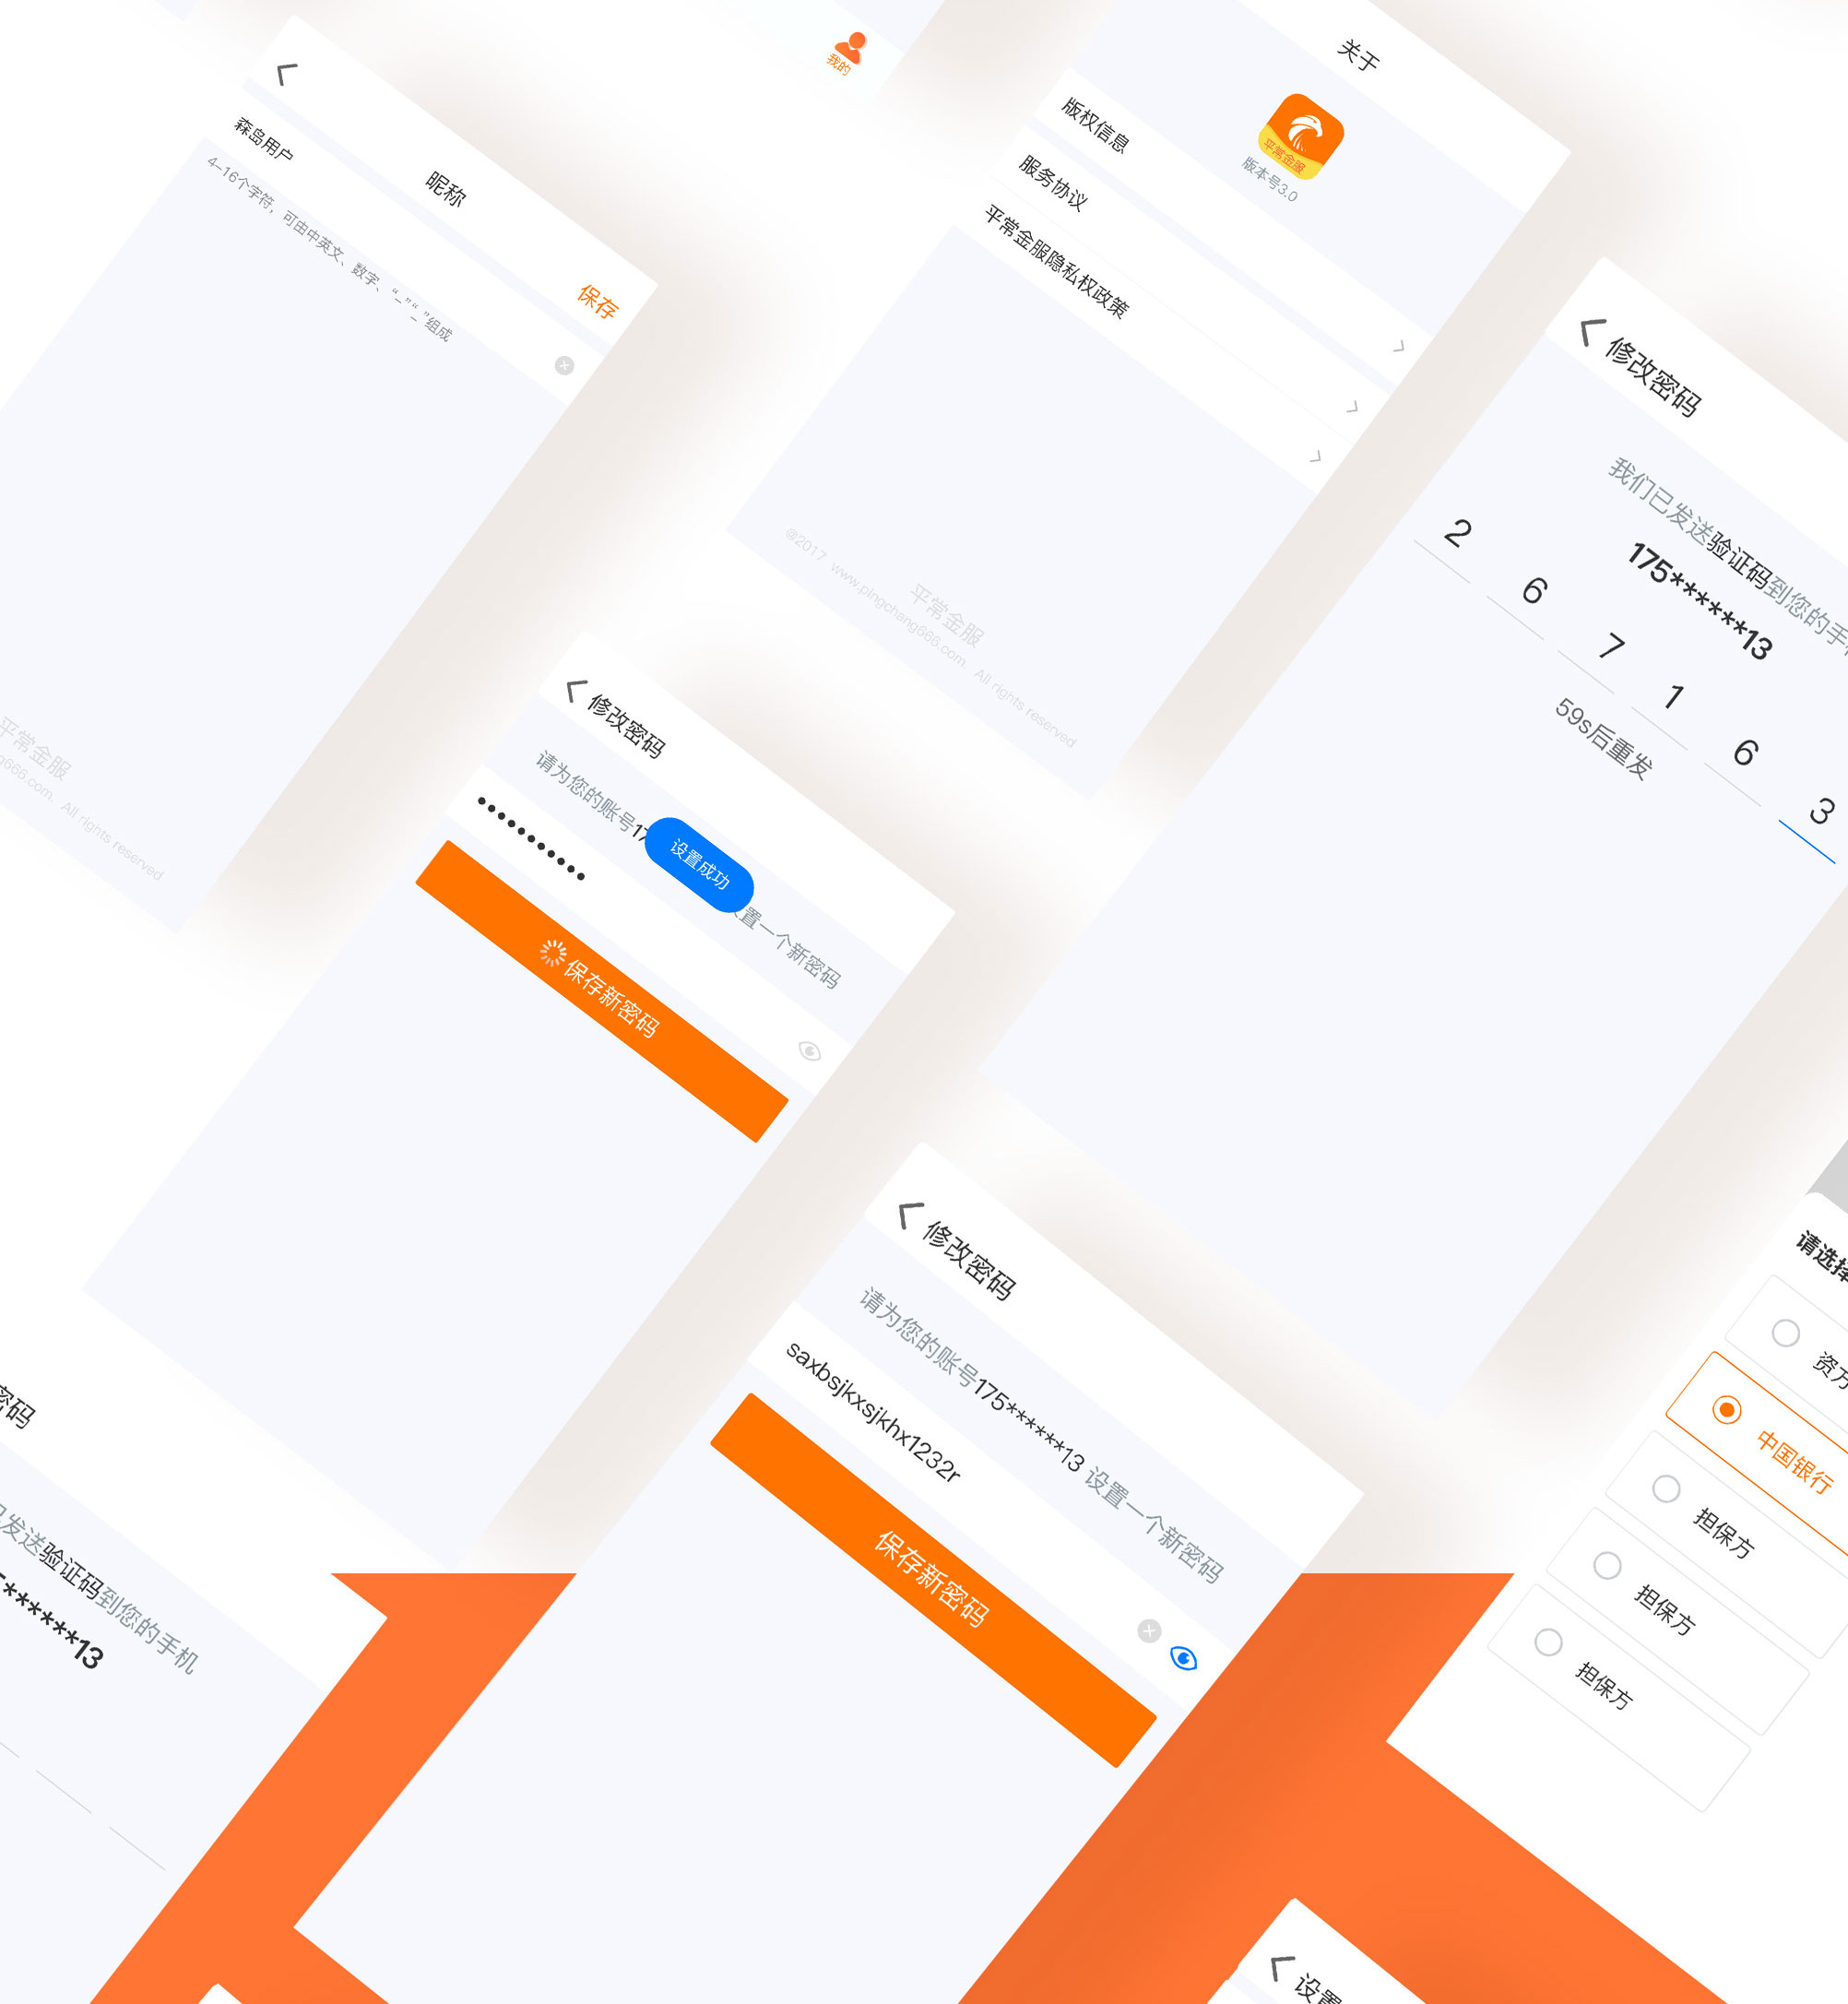 我的
昵称
保存
森岛用户
4-16个字符，可由中英文、数字、“_”“_”组成
平常金服
g666.com. All rights reserved
关于
平常金服
版本号3.0
版权信息
服务协议
平常金服隐私权政策
平常金服
@2017 www.pingchang666.com. All rights reserved
修改密码
我们已发送验证码到您的手
175******13
2 6 7 1 6 3
59s后重发
修改密码
请为您的账号17
置一个新密码
设置成功
保存新密码
修改密码
请为您的账号175******13 设置一个新密码
saxbsjkxsjkhx1232r
保存新密码
密码
发送验证码到您的手机
******13
请选择
资方
中国银行
担保方
担保方
担保方
设置